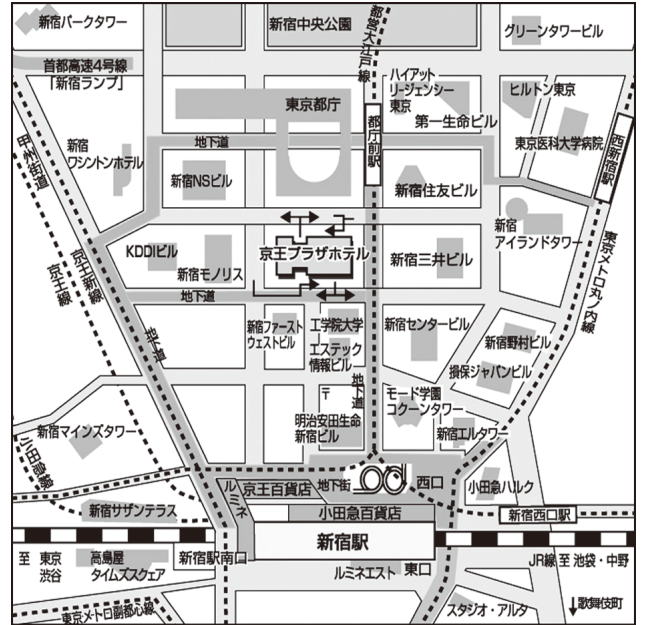 新宿パークタワー
新宿中央公園
都営大江戸線
グリーンタワービル
首都高速4号線
「新宿ランプ」
ハイアット
リージェンシー
東京
ヒルトン東京
東京都庁
第一生命ビル
都庁前駅
西新宿駅
甲州街道
新宿
ワシントンホテル
地下道
東京医科大学病院
新宿NSビル
新宿住友ビル
新宿
アイランドタワー
KDDIビル
新宿モノリス
京王プラザホテル
新宿三井ビル
京王新線
京王線
東京メトロ丸ノ内線
地下道
地下道
新宿ファースト
ウェストビル
工学院大学
エステック
情報ビル
新宿センタービル
新宿野村ビル
損保ジャパンビル
地下道
〒
モード学園
コクーンタワー
明治安田生命
新宿ビル
新宿エルタワー
新宿マインズタワー
小田急線
ルミネ
京王百貨店
地下街
西口
小田急ハルク
新宿サザンテラス
小田急百貨店
新宿西口駅
新宿駅
至 東京
渋谷
高島屋
タイムズスクェア
新宿駅南口
ルミネエスト
東口
JR線 至 池袋・中野
東京メトロ副都心線
スタジオ・アルタ
↓歌舞伎町